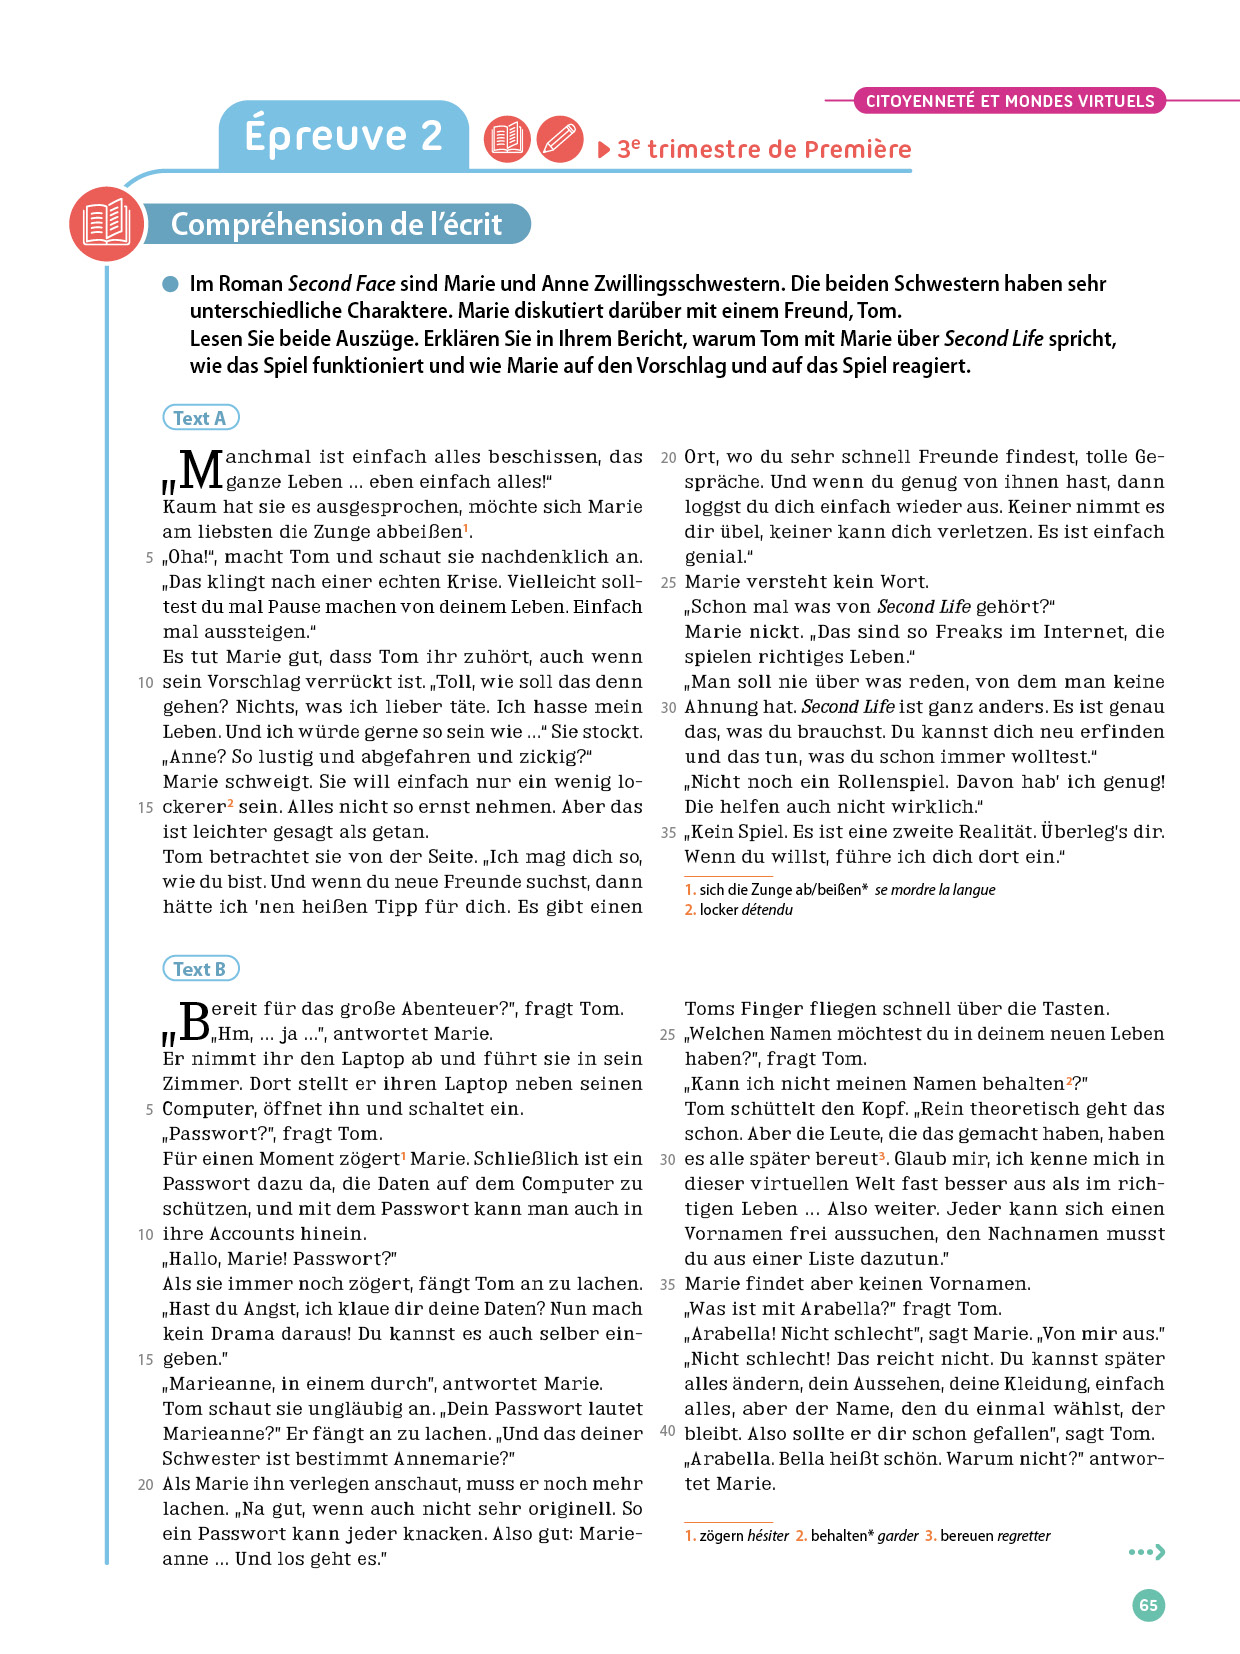 CITOYENNETÉ ET MONDES VIRTUELS
Épreuve 2
3e trimestre de Première
Compréhension de l’écrit
Im Roman Second Face sind Marie und Anne Zwillingsschwestern. Die beiden Schwestern haben sehr
unterschiedliche Charaktere. Marie diskutiert darüber mit einem Freund, Tom.
Lesen Sie beide Auszüge. Erklären Sie in Ihrem Bericht, warum Tom mit Marie über Second Life spricht,
wie das Spiel funktioniert und wie Marie auf den Vorschlag und auf das Spiel reagiert.
Text A
„Manchmal ist einfach alles beschissen, das
ganze Leben ... eben einfach alles!“
Kaum hat sie es ausgesprochen, möchte sich Marie
am liebsten die Zunge abbeißen1.
5 „Oha!“, macht Tom und schaut sie nachdenklich an.
„Das klingt nach einer echten Krise. Vielleicht soll-
test du mal Pause machen von deinem Leben. Einfach
mal aussteigen.“
Es tut Marie gut, dass Tom ihr zuhört, auch wenn
10 sein Vorschlag verrückt ist. „Toll, wie soll das denn
gehen? Nichts, was ich lieber täte. Ich hasse mein
Leben. Und ich würde gerne so sein wie ...“ Sie stockt.
„Anne? So lustig und abgefahren und zickig?“
Marie schweigt. Sie will einfach nur ein wenig lo-
15 ckerer2 sein. Alles nicht so ernst nehmen. Aber das
ist leichter gesagt als getan.
Tom betrachtet sie von der Seite. „Ich mag dich so,
wie du bist. Und wenn du neue Freunde suchst, dann
hätte ich ’nen heißen Tipp für dich. Es gibt einen
20 Ort, wo du sehr schnell Freunde findest, tolle Ge-
spräche. Und wenn du genug von ihnen hast, dann
loggst du dich einfach wieder aus. Keiner nimmt es
dir übel, keiner kann dich verletzen. Es ist einfach
genial.“
25 Marie versteht kein Wort.
„Schon mal was von Second Life gehört?“
Marie nickt. „Das sind so Freaks im Internet, die
spielen richtiges Leben.“
„Man soll nie über was reden, von dem man keine
30 Ahnung hat. Second Life ist ganz anders. Es ist genau
das, was du brauchst. Du kannst dich neu erfinden
und das tun, was du schon immer wolltest.“
„Nicht noch ein Rollenspiel. Davon hab’ ich genug!
Die helfen auch nicht wirklich.“
35 „Kein Spiel. Es ist eine zweite Realität. Überleg’s dir.
Wenn du willst, führe ich dich dort ein.“
1. sich die Zunge ab/beißen* se mordre la langue
2. locker détendu
Text B
„Bereit für das große Abenteuer?”, fragt Tom.
„Hm, ... ja ...”, antwortet Marie.
Er nimmt ihr den Laptop ab und führt sie in sein
Zimmer. Dort stellt er ihren Laptop neben seinen
5 Computer, öffnet ihn und schaltet ein.
„Passwort?”, fragt Tom.
Für einen Moment zögert1 Marie. Schließlich ist ein
Passwort dazu da, die Daten auf dem Computer zu
schützen, und mit dem Passwort kann man auch in
10 ihre Accounts hinein.
„Hallo, Marie! Passwort?”
Als sie immer noch zögert, fängt Tom an zu lachen.
„Hast du Angst, ich klaue dir deine Daten? Nun mach
kein Drama daraus! Du kannst es auch selber ein-
15 geben.”
„Marieanne, in einem durch”, antwortet Marie.
Tom schaut sie ungläubig an. „Dein Passwort lautet
Marieanne?” Er fängt an zu lachen. „Und das deiner
Schwester ist bestimmt Annemarie?”
20 Als Marie ihn verlegen anschaut, muss er noch mehr
lachen. „Na gut, wenn auch nicht sehr originell. So
ein Passwort kann jeder knacken. Also gut: Marie-
anne ... Und los geht es.”
Toms Finger fliegen schnell über die Tasten.
25 „Welchen Namen möchtest du in deinem neuen Leben
haben?”, fragt Tom.
„Kann ich nicht meinen Namen behalten2?”
Tom schüttelt den Kopf. „Rein theoretisch geht das
schon. Aber die Leute, die das gemacht haben, haben
30 es alle später bereut3. Glaub mir, ich kenne mich in
dieser virtuellen Welt fast besser aus als im rich-
tigen Leben ... Also weiter. Jeder kann sich einen
Vornamen frei aussuchen, den Nachnamen musst
du aus einer Liste dazutun.”
35 Marie findet aber keinen Vornamen.
„Was ist mit Arabella?” fragt Tom.
„Arabella! Nicht schlecht”, sagt Marie. „Von mir aus.”
„Nicht schlecht! Das reicht nicht. Du kannst später
alles ändern, dein Aussehen, deine Kleidung, einfach
alles, aber der Name, den du einmal wählst, der
40 bleibt. Also sollte er dir schon gefallen”, sagt Tom.
„Arabella. Bella heißt schön. Warum nicht?” antwor-
tet Marie.
1. zögern hésiter 2. behalten* garder 3. bereuen regretter
65